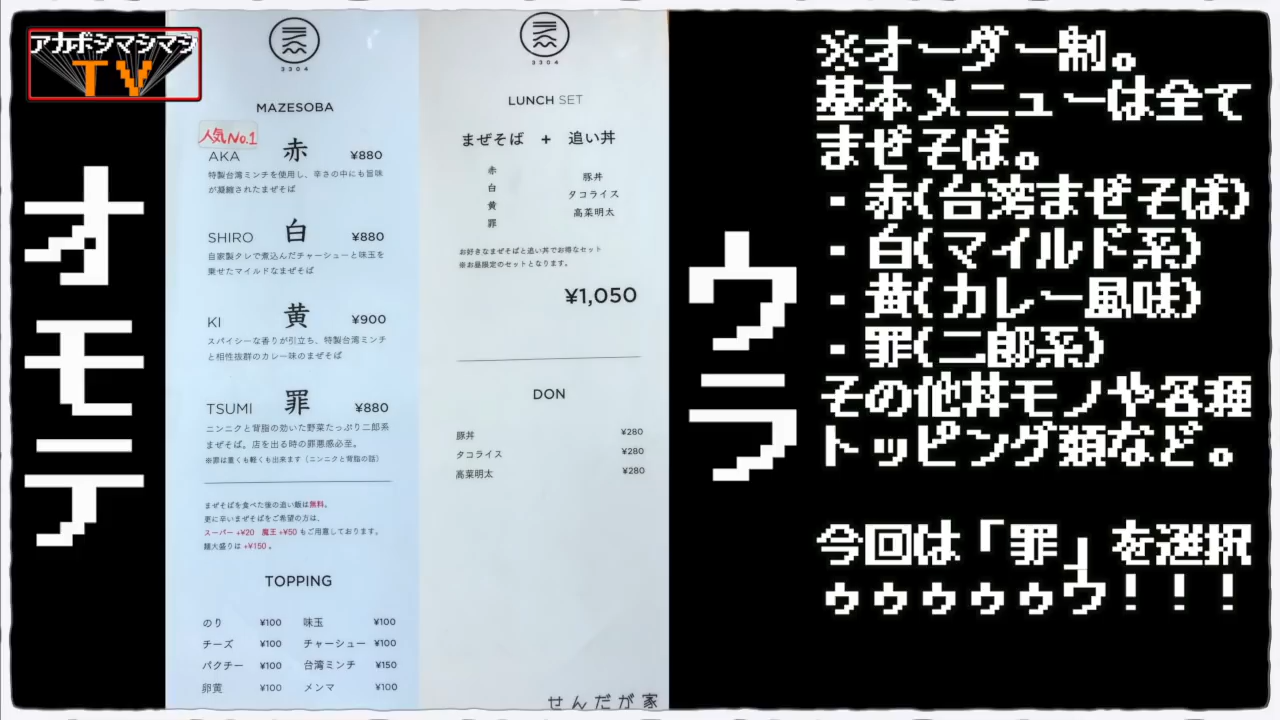 アカボシマシマシ
TV
オモテ
3304
MAZESOBA
人気No.1
AKA 赤 ¥880
特製台湾ミンチを使用し、辛さの中にも旨味
が凝縮されたまぜそば
SHIRO 白 ¥880
自家製タレで煮込んだチャーシューと味玉を
乗せたマイルドなまぜそば
KI 黄 ¥900
スパイシーな香りが引立ち、特製台湾ミンチ
と相性抜群のカレー味のまぜそば
TSUMI 罪 ¥880
ニンニクと背脂の効いた野菜たっぷり二郎系
まぜそば。店を出る時の罪悪感必至。
※罪は重くも軽くも出来ます（ニンニクと背脂の話）
まぜそばを食べた後の追い飯は無料。
更に辛いまぜそばをご希望の方は、
スーパー +¥20 魔王 +¥50 もご用意しております。
麺大盛りは +¥150 。
TOPPING
のり ¥100 味玉 ¥100
チーズ ¥100 チャーシュー ¥100
パクチー ¥100 台湾ミンチ ¥150
卵黄 ¥100 メンマ ¥100
3304
LUNCH SET
まぜそば + 追い丼
赤
白
黄
罪
豚丼
タコライス
高菜明太
お好きなまぜそばと追い丼でお得なセット
※お昼限定のセットとなります。
¥1,050
DON
豚丼 ¥280
タコライス ¥280
高菜明太 ¥280
せんだが家
ウラ
※オーダー制。
基本メニューは全て
まぜそば。
・赤(台湾まぜそば)
・白(マイルド系)
・黄(カレー風味)
・罪(二郎系)
その他丼モノや各種
トッピング類など。
今回は「罪」を選択
ゥゥゥゥゥウ！！！